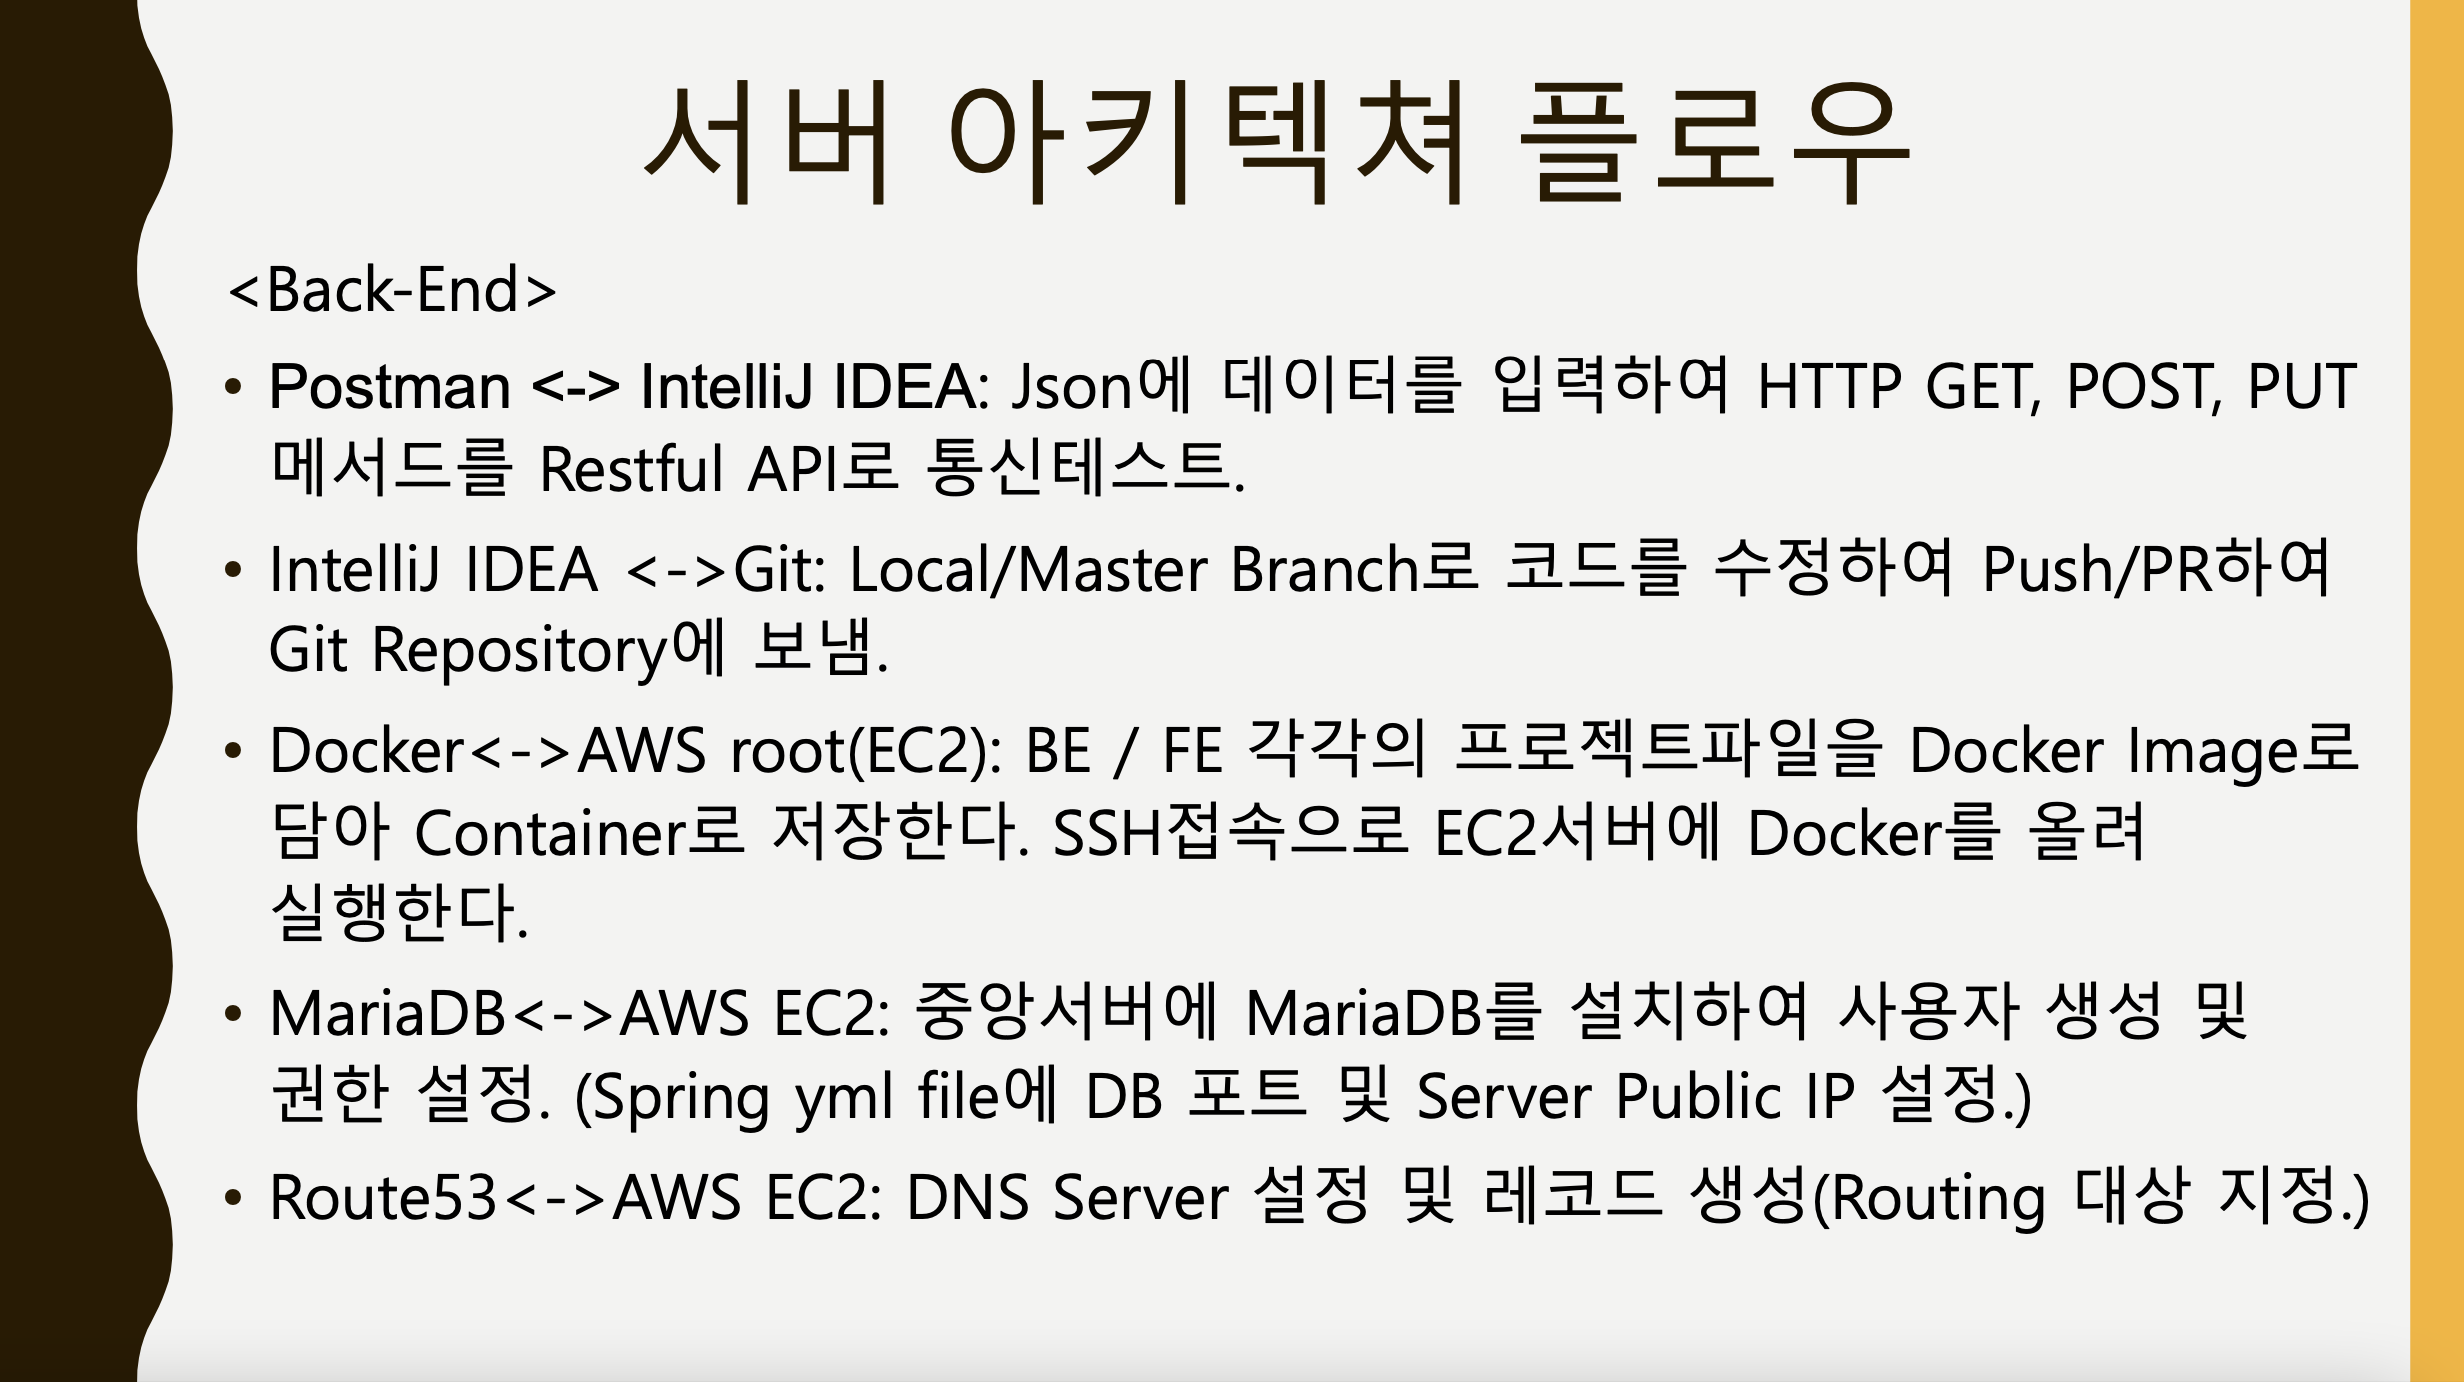 서버 아키텍쳐 플로우
<Back-End>
• Postman <-> IntelliJ IDEA: Json에 데이터를 입력하여 HTTP GET, POST, PUT
메서드를 Restful API로 통신테스트.
• IntelliJ IDEA <->Git: Local/Master Branch로 코드를 수정하여 Push/PR하여
Git Repository에 보냄.
• Docker<->AWS root(EC2): BE / FE 각각의 프로젝트파일을 Docker Image로
담아 Container로 저장한다. SSH접속으로 EC2서버에 Docker를 올려
실행한다.
• MariaDB<->AWS EC2: 중앙서버에 MariaDB를 설치하여 사용자 생성 및
권한 설정. (Spring yml file에 DB 포트 및 Server Public IP 설정.)
• Route53<->AWS EC2: DNS Server 설정 및 레코드 생성(Routing 대상 지정.)